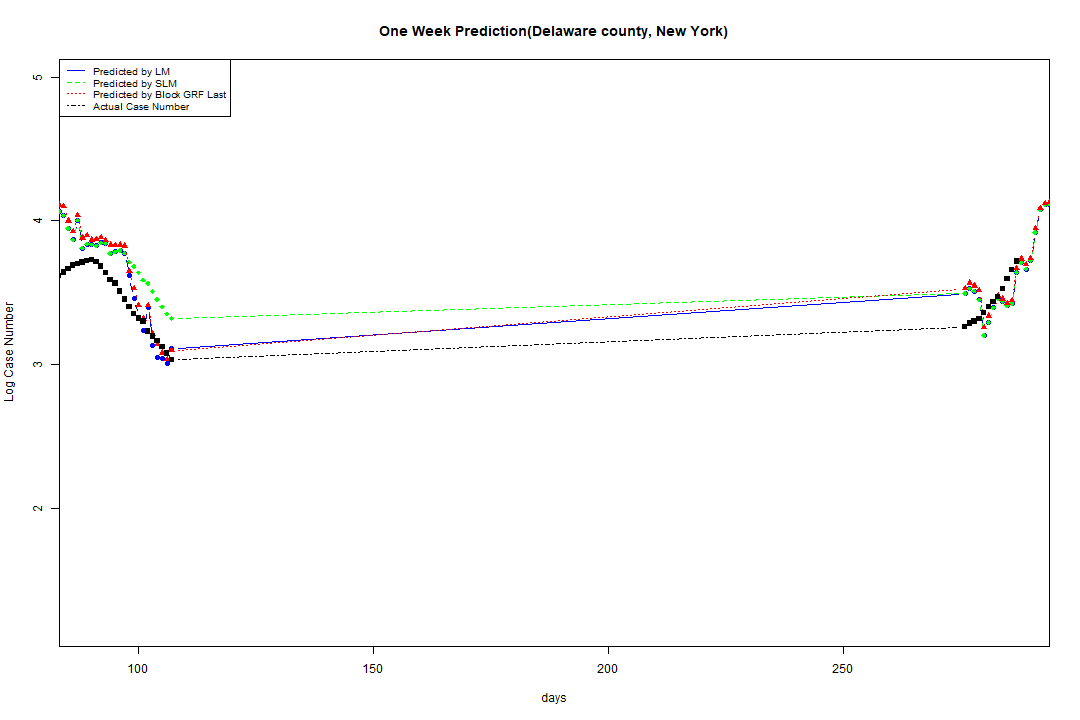 One Week Prediction(Delaware county, New York)
Predicted by LM
Predicted by SLM
Predicted by Block GRF Last
Actual Case Number
5
4
3
2
Log Case Number
100
150
200
250
days